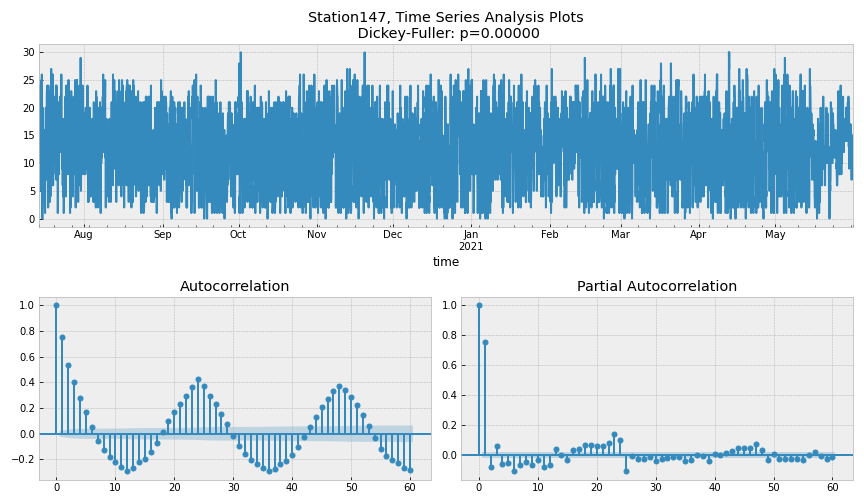 Station147, Time Series Analysis Plots
Dickey-Fuller: p=0.00000
30
25
20
15
10
5
0
Aug Sep Oct Nov Dec Jan Feb Mar Apr May
2021
time
Autocorrelation
1.0
0.8
0.6
0.4
0.2
0.0
−0.2
0 10 20 30 40 50 60
Partial Autocorrelation
1.0
0.8
0.6
0.4
0.2
0.0
0 10 20 30 40 50 60